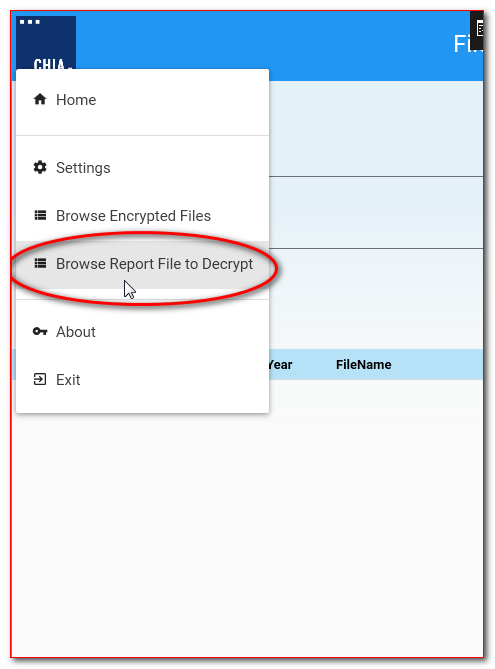 CHIA
Home
Settings
Browse Encrypted Files
Browse Report File to Decrypt
Year
FileName
About
Exit